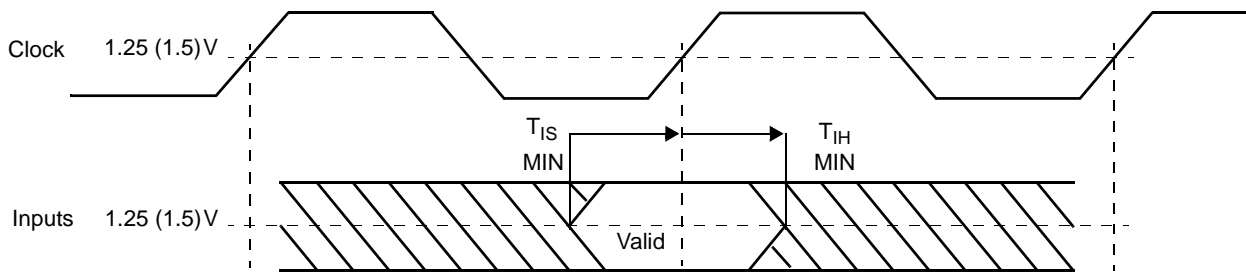 Clock 1.25 (1.5) V
T_IS T_IH
MIN MIN
Inputs 1.25 (1.5) V
Valid